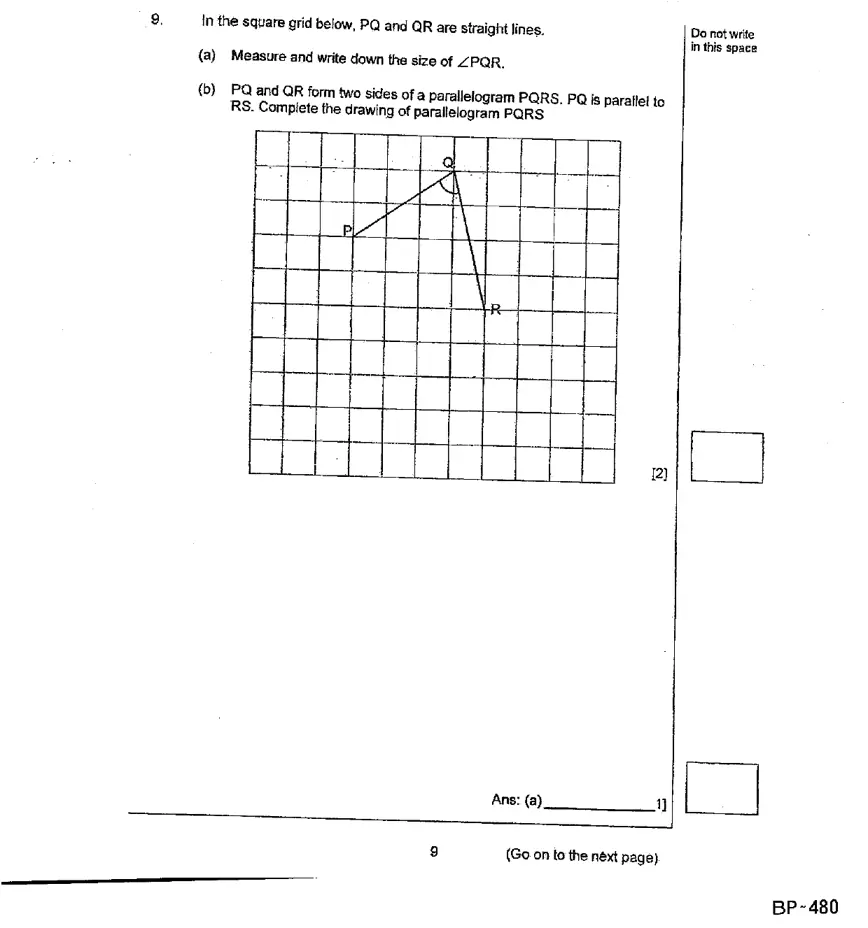 9. In the square grid below, PQ and QR are straight lines.
Do not write
in this space
(a) Measure and write down the size of ∠PQR.
(b) PQ and QR form two sides of a parallelogram PQRS. PQ is parallel to
RS. Complete the drawing of parallelogram PQRS
Q
P
R
[2]
Ans: (a)____________1]
9 (Go on to the next page)
BP-480